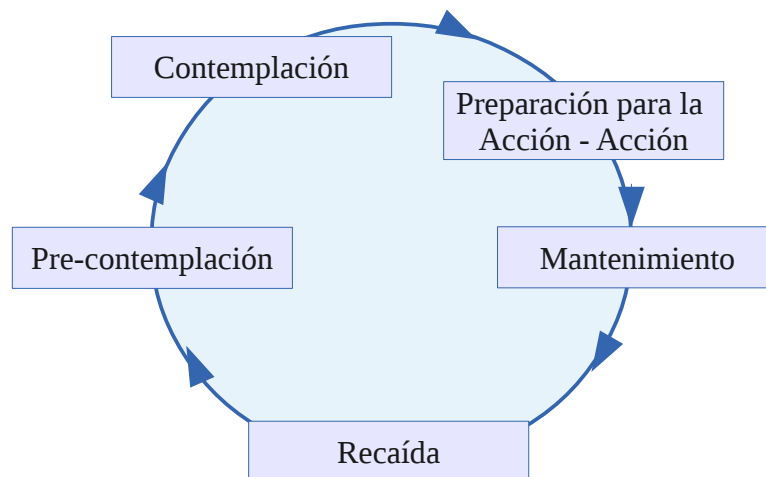 Contemplación
Preparación para la
Acción - Acción
Pre-contemplación
Mantenimiento
Recaída